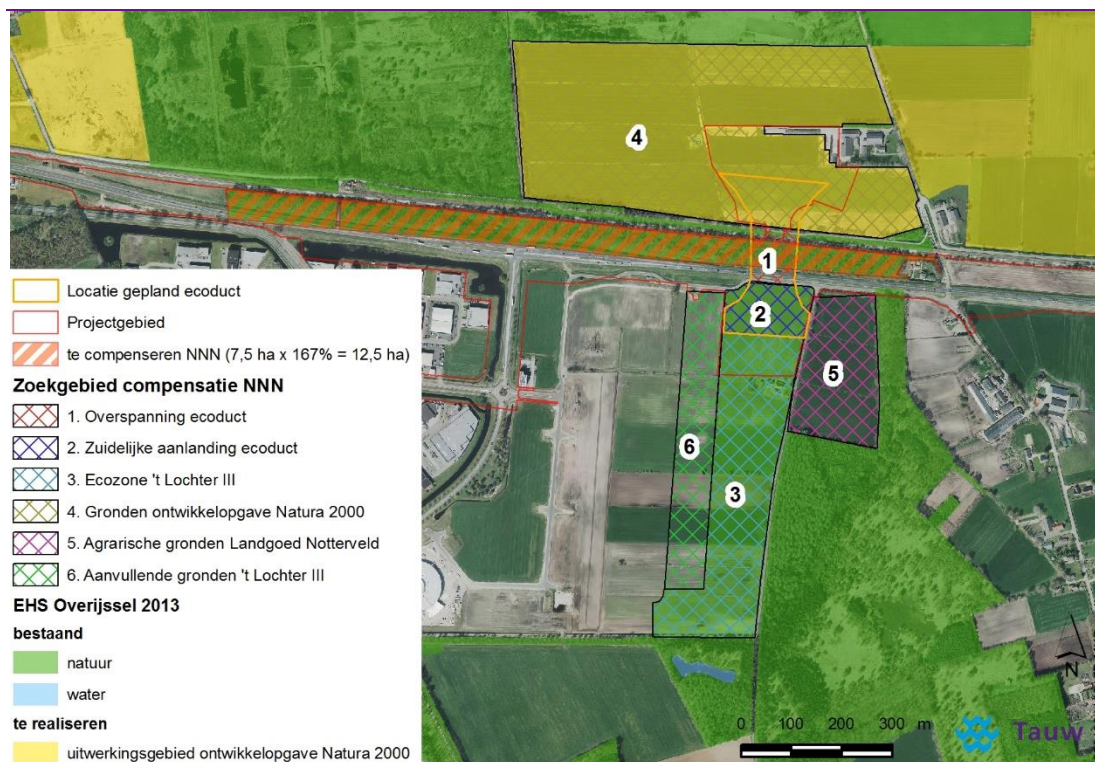 4
1
2
5
6
3
Locatie gepland ecoduct
Projectgebied
te compenseren NNN (7,5 ha x 167% = 12,5 ha)
Zoekgebied compensatie NNN
1. Overspanning ecoduct
2. Zuidelijke aanlanding ecoduct
3. Ecozone 't Lochter III
4. Gronden ontwikkelopgave Natura 2000
5. Agrarische gronden Landgoed Notterveld
6. Aanvullende gronden 't Lochter III
EHS Overijssel 2013
bestaand
natuur
water
te realiseren
uitwerkingsgebied ontwikkelopgave Natura 2000
N
0 100 200 300 m
Tauw